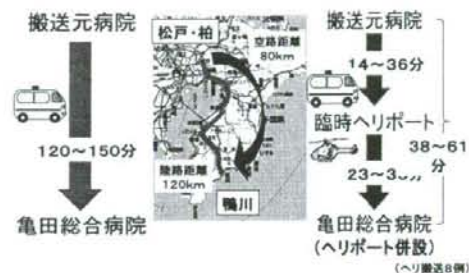 搬送元病院
120～150分
亀田総合病院
松戸・柏
空路距離
80km
陸路距離
120km
鴨川
搬送元病院
14～36分
臨時ヘリポート
38～61
分
亀田総合病院
(ヘリポート併設)
(ヘリ搬送8例)